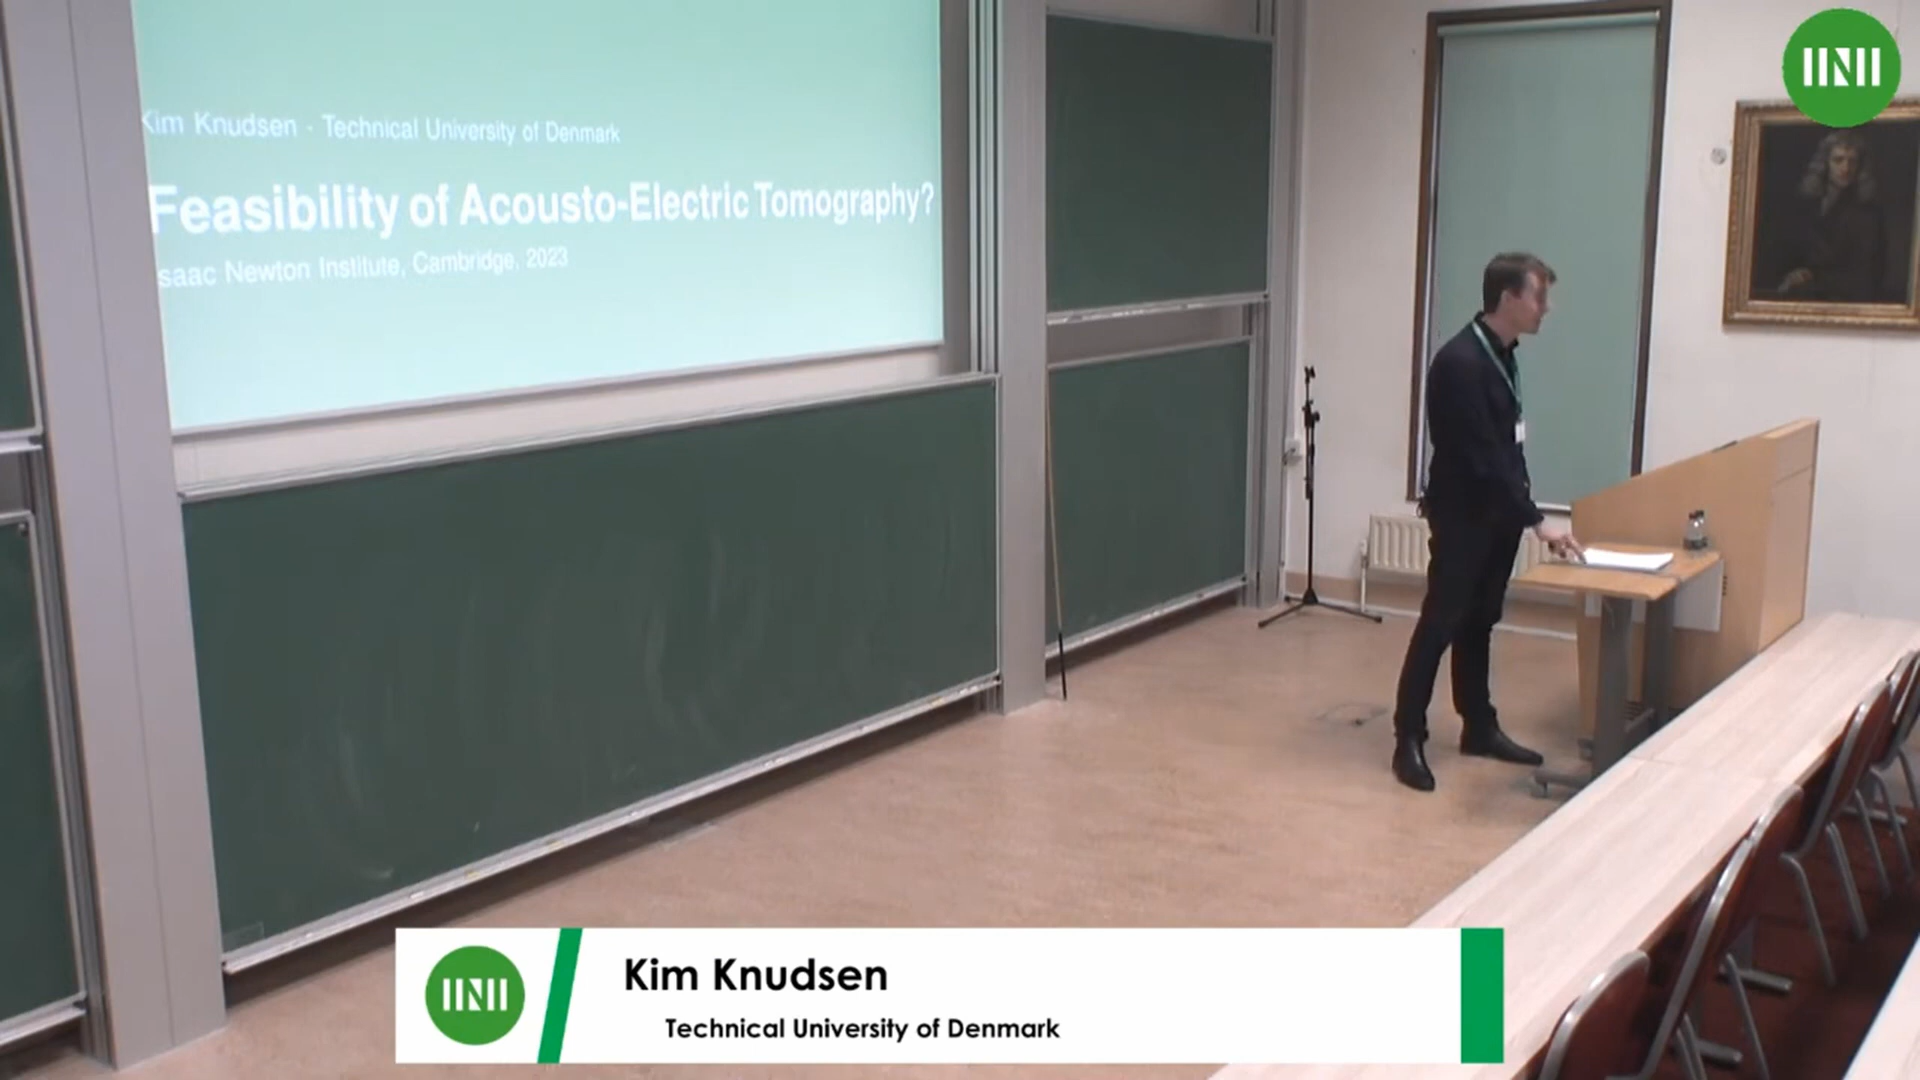 Kim Knudsen - Technical University of Denmark
Feasibility of Acousto-Electric Tomography?
Isaac Newton Institute, Cambridge, 2023
INI
Kim Knudsen
Technical University of Denmark
INI